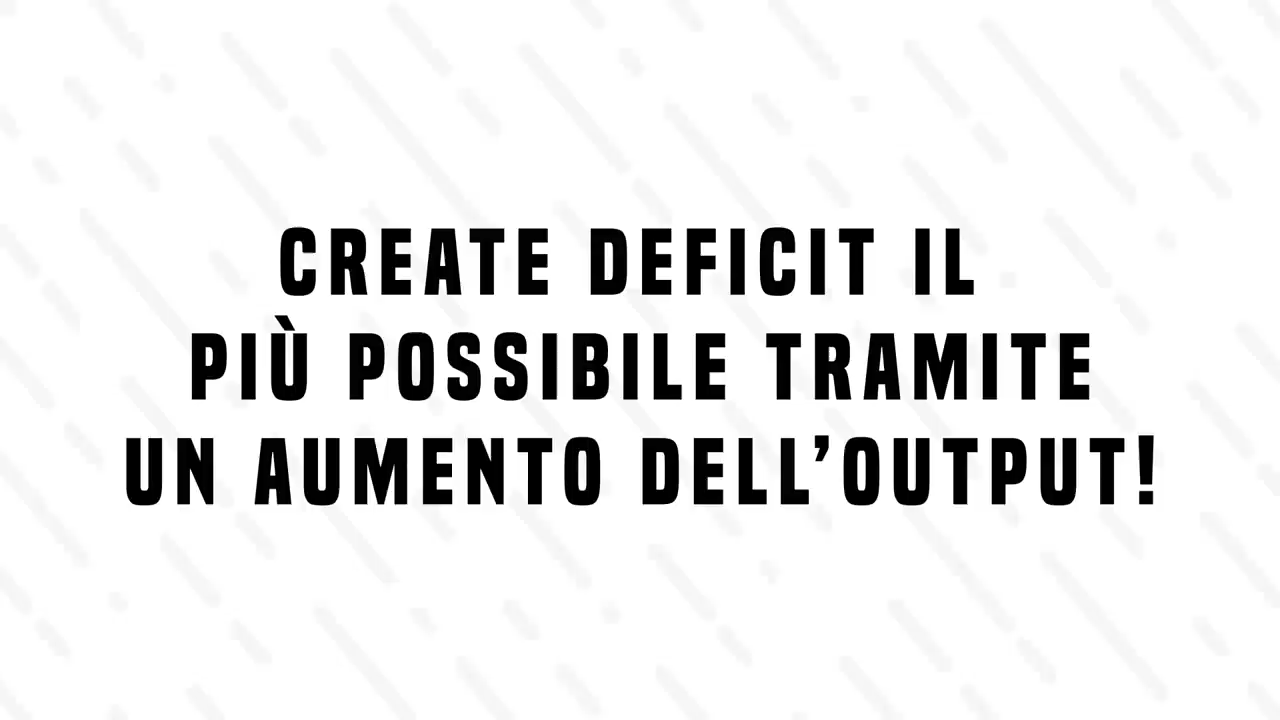 CREATE DEFICIT IL
PIÙ POSSIBILE TRAMITE
UN AUMENTO DELL’OUTPUT!